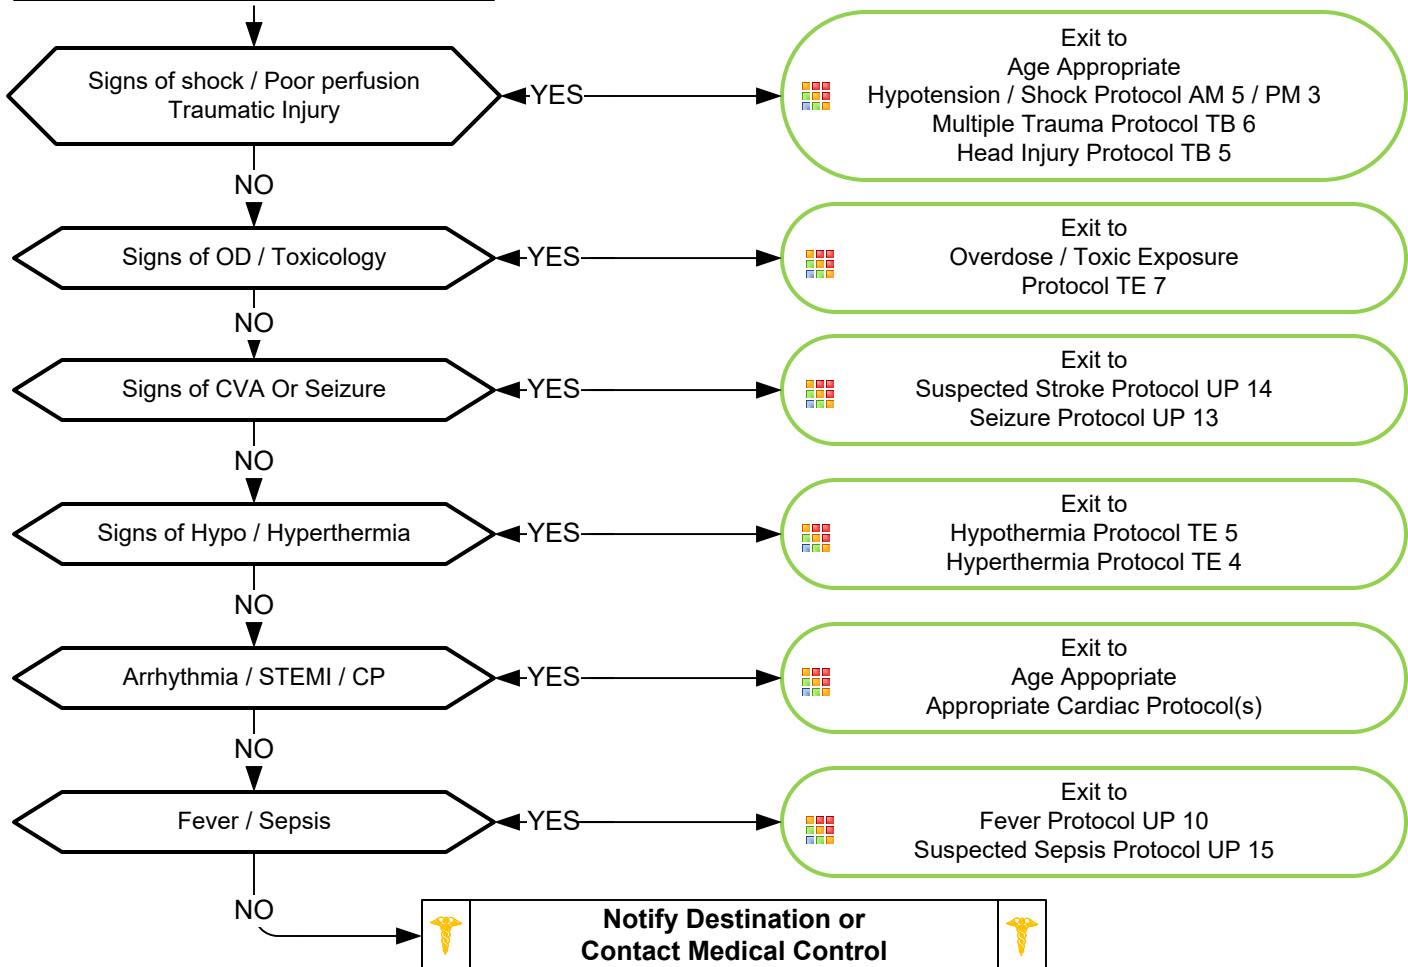 Signs of shock / Poor perfusion
Traumatic Injury
YES
Exit to
Age Appropriate
Hypotension / Shock Protocol AM 5 / PM 3
Multiple Trauma Protocol TB 6
Head Injury Protocol TB 5
NO
Signs of OD / Toxicology
YES
Exit to
Overdose / Toxic Exposure
Protocol TE 7
NO
Signs of CVA Or Seizure
YES
Exit to
Suspected Stroke Protocol UP 14
Seizure Protocol UP 13
NO
Signs of Hypo / Hyperthermia
YES
Exit to
Hypothermia Protocol TE 5
Hyperthermia Protocol TE 4
NO
Arrhythmia / STEMI / CP
YES
Exit to
Age Appopriate
Appropriate Cardiac Protocol(s)
NO
Fever / Sepsis
YES
Exit to
Fever Protocol UP 10
Suspected Sepsis Protocol UP 15
NO
Notify Destination or
Contact Medical Control